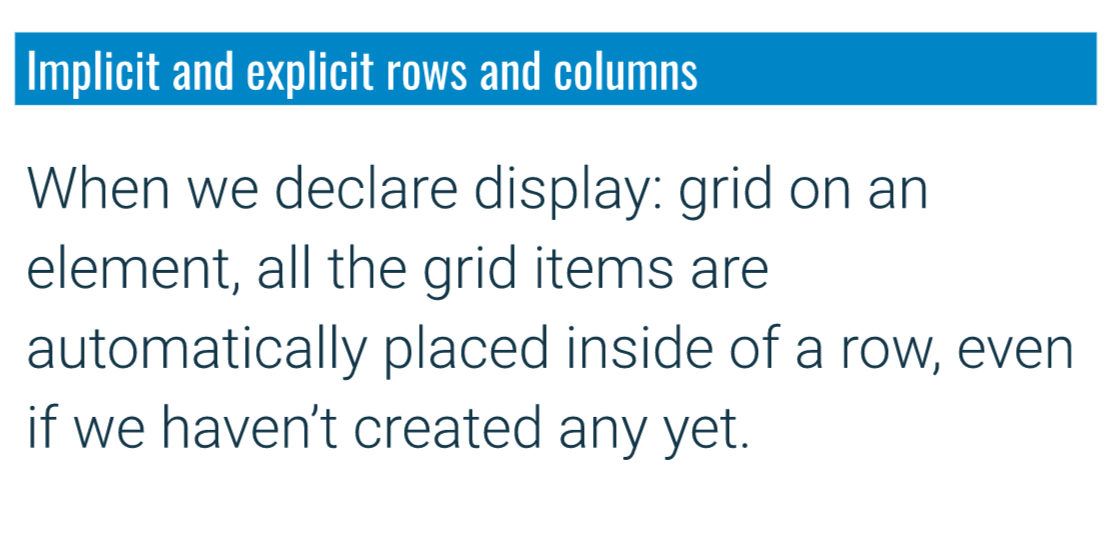 Implicit and explicit rows and columns
When we declare display: grid on an
element, all the grid items are
automatically placed inside of a row, even
if we haven’t created any yet.